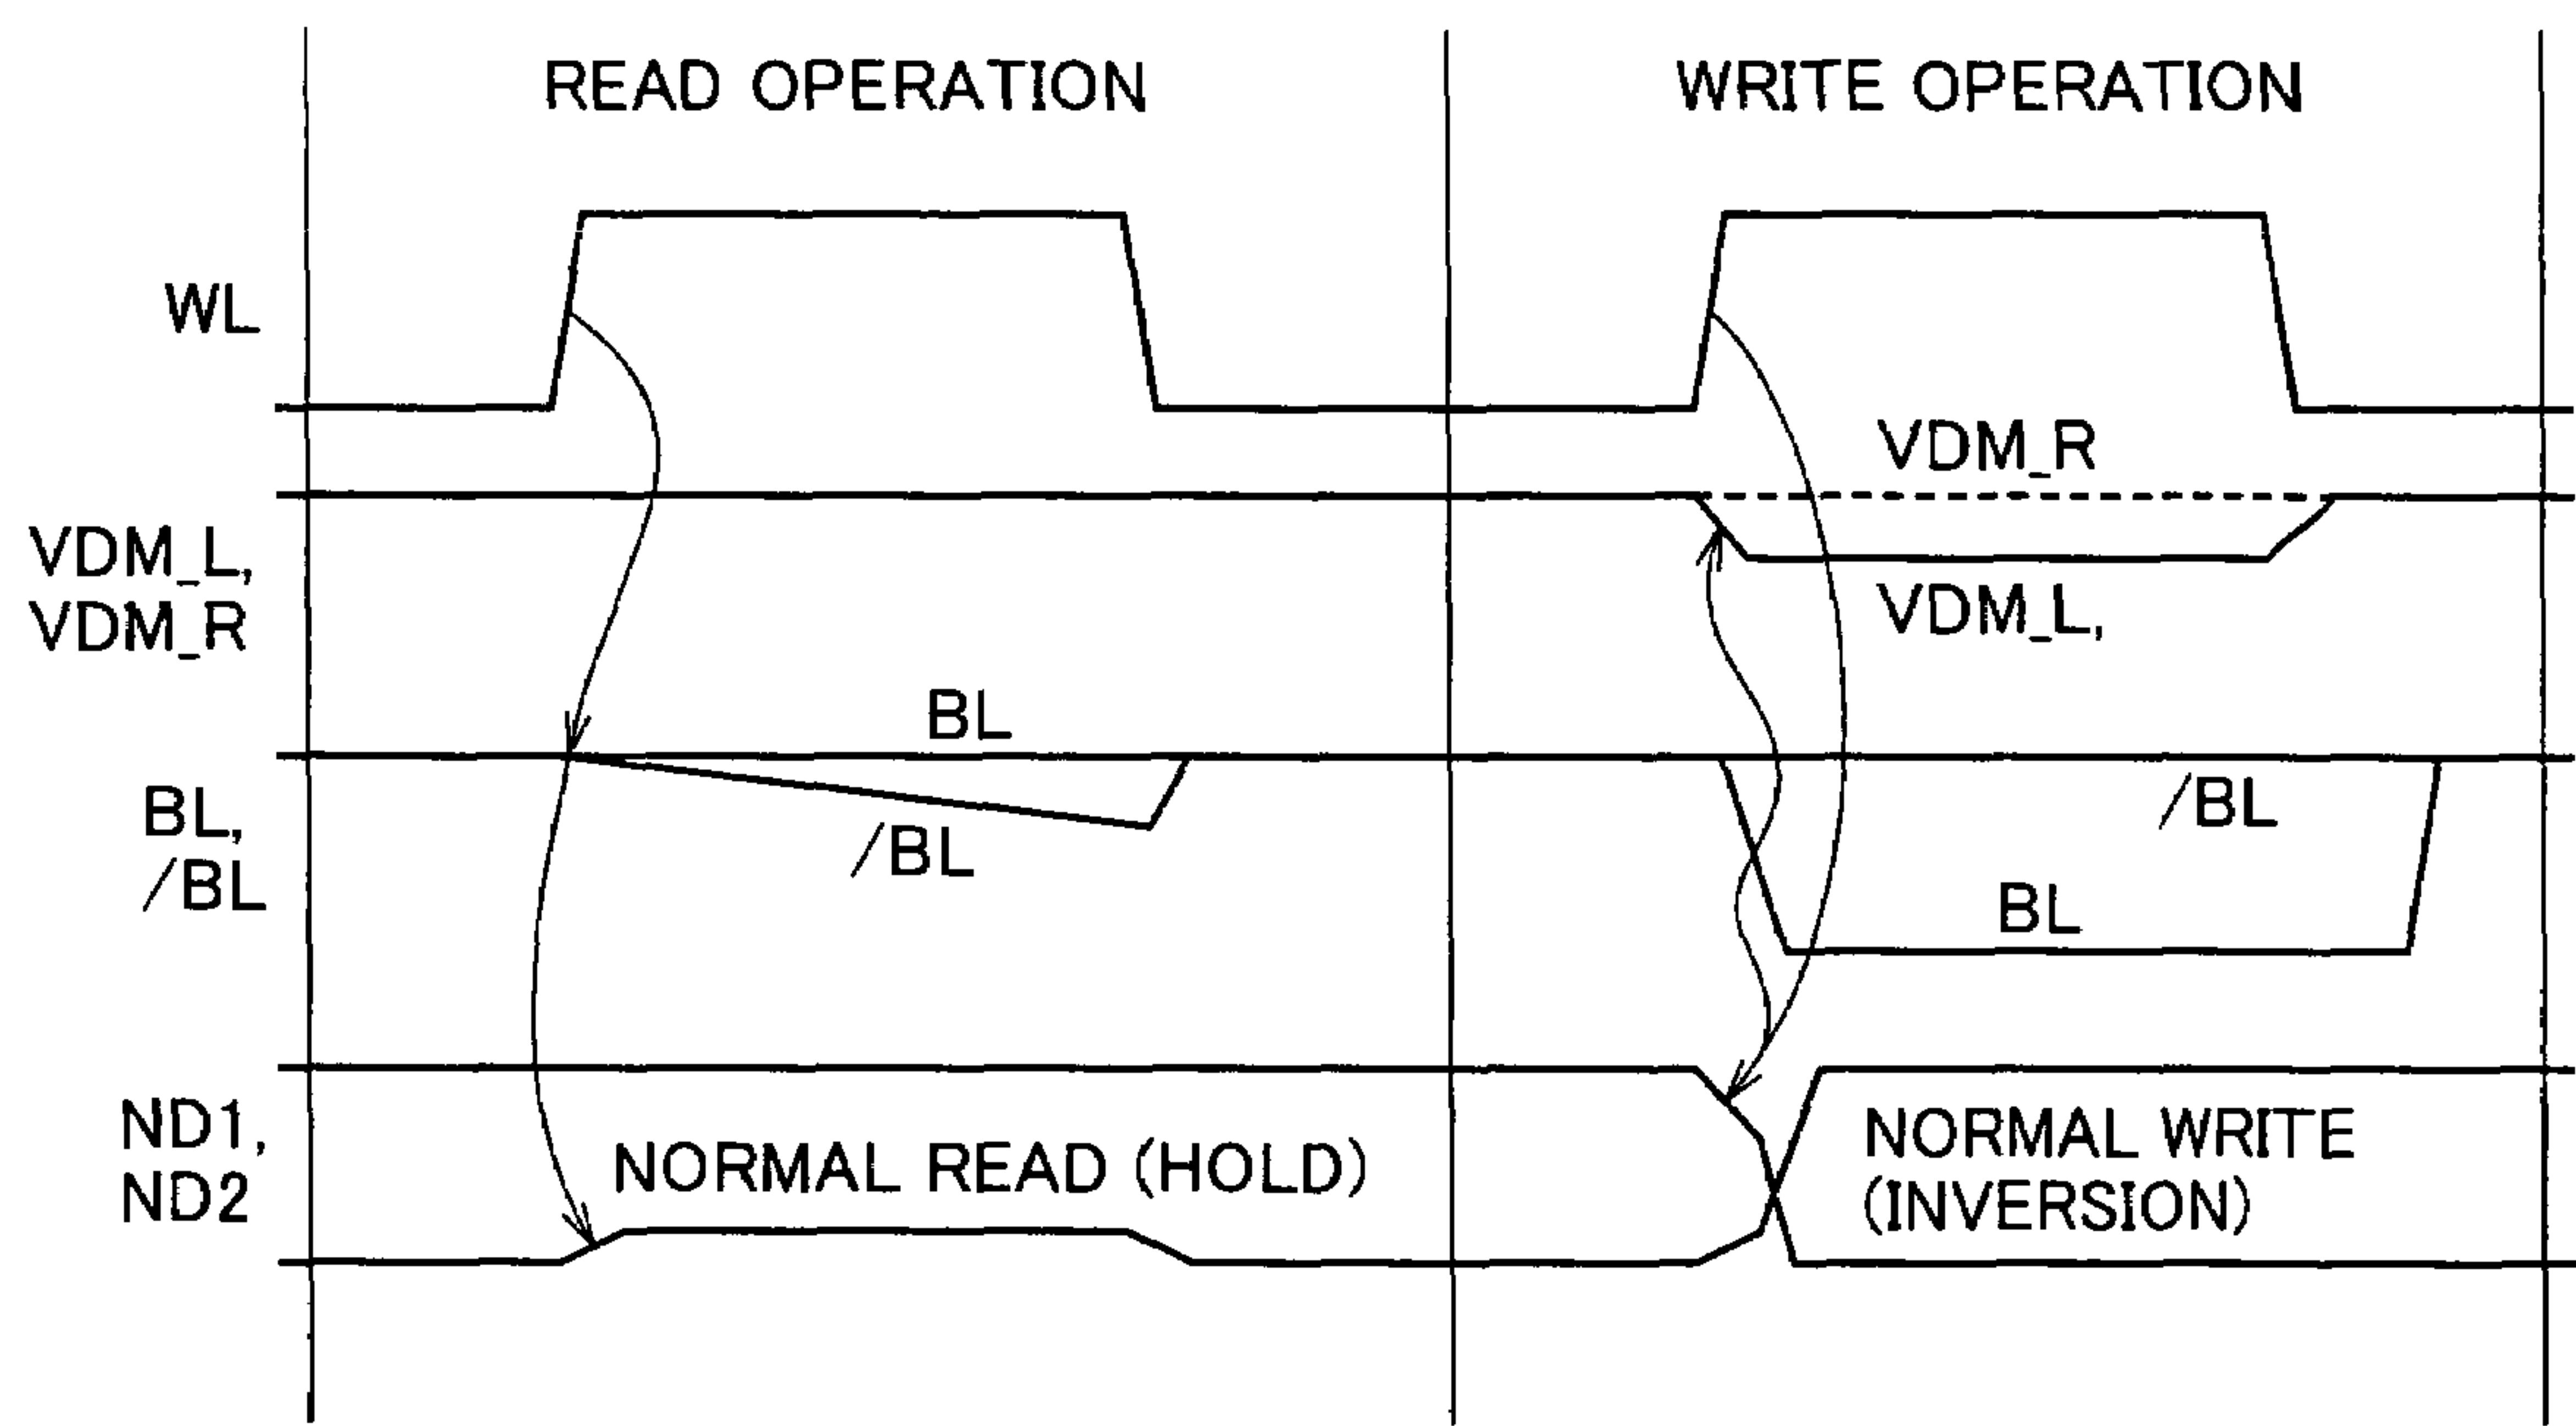 READ OPERATION
WRITE OPERATION
WL
VDM_R
VDM_L,
VDM_R
VDM_L,
BL
BL,
/BL
/BL
/BL
BL
ND1,
ND2
NORMAL READ (HOLD)
NORMAL WRITE
(INVERSION)